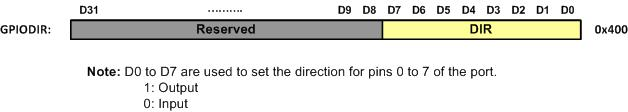 D31 .......... D9 D8 D7 D6 D5 D4 D3 D2 D1 D0
GPIODIR: Reserved DIR 0x400
Note: D0 to D7 are used to set the direction for pins 0 to 7 of the port.
1: Output
0: Input